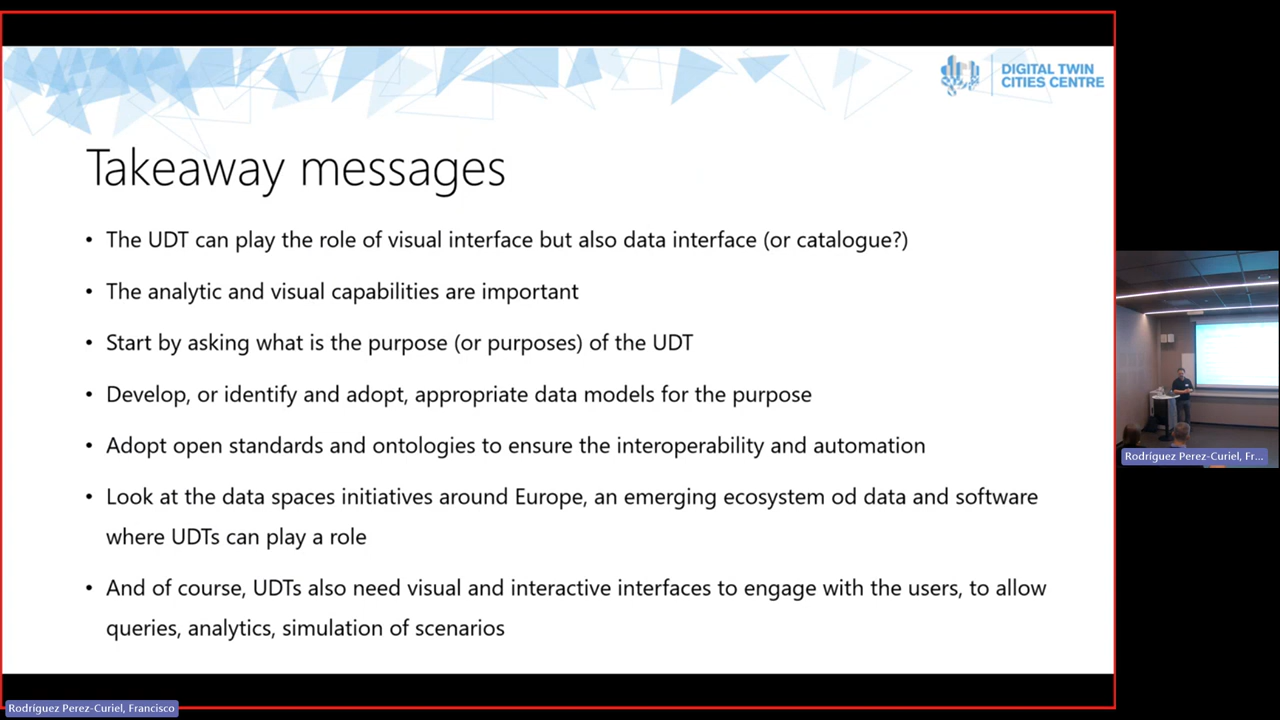 DIGITAL TWIN
CITIES CENTRE
Takeaway messages
• The UDT can play the role of visual interface but also data interface (or catalogue?)
• The analytic and visual capabilities are important
• Start by asking what is the purpose (or purposes) of the UDT
• Develop, or identify and adopt, appropriate data models for the purpose
• Adopt open standards and ontologies to ensure the interoperability and automation
• Look at the data spaces initiatives around Europe, an emerging ecosystem od data and software
where UDTs can play a role
• And of course, UDTs also need visual and interactive interfaces to engage with the users, to allow
queries, analytics, simulation of scenarios
Rodríguez Perez-Curiel, Francisco
Rodríguez Perez-Curiel, Fr...